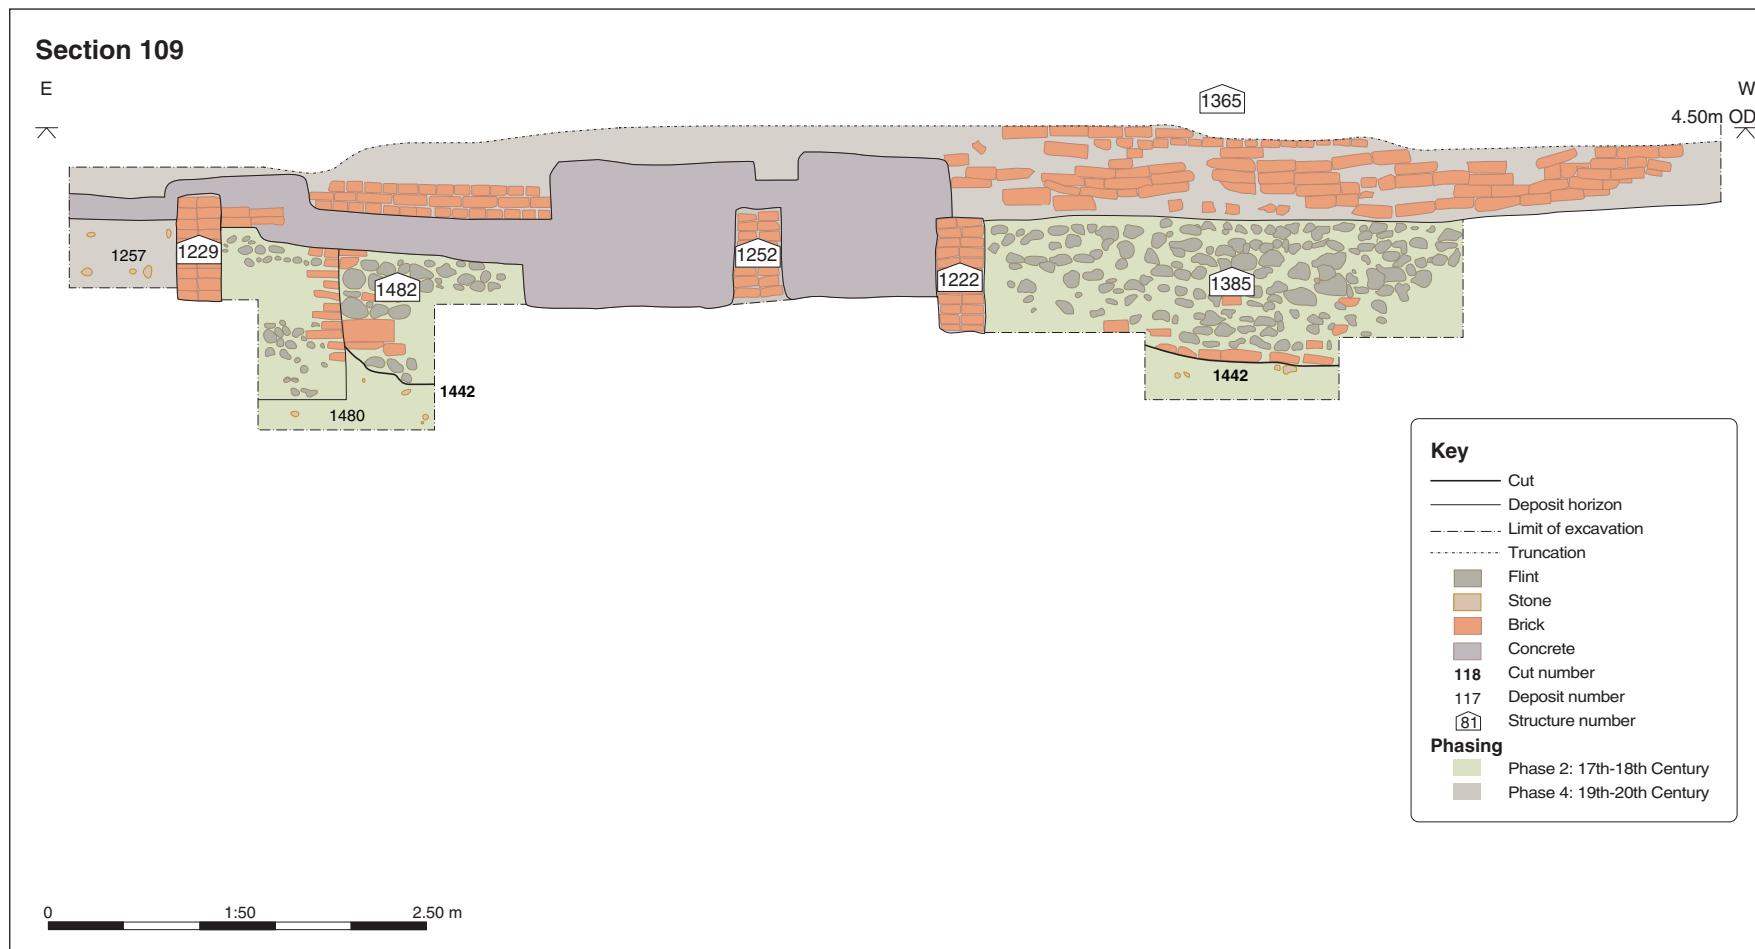 Section 109
E
W
4.50m OD
1365
1257
1229
1482
1252
1222
1385
1442
1480
1442
Key
Cut
Deposit horizon
Limit of excavation
Truncation
Flint
Stone
Brick
Concrete
118 Cut number
117 Deposit number
81 Structure number
Phasing
Phase 2: 17th-18th Century
Phase 4: 19th-20th Century
0 1:50 2.50 m